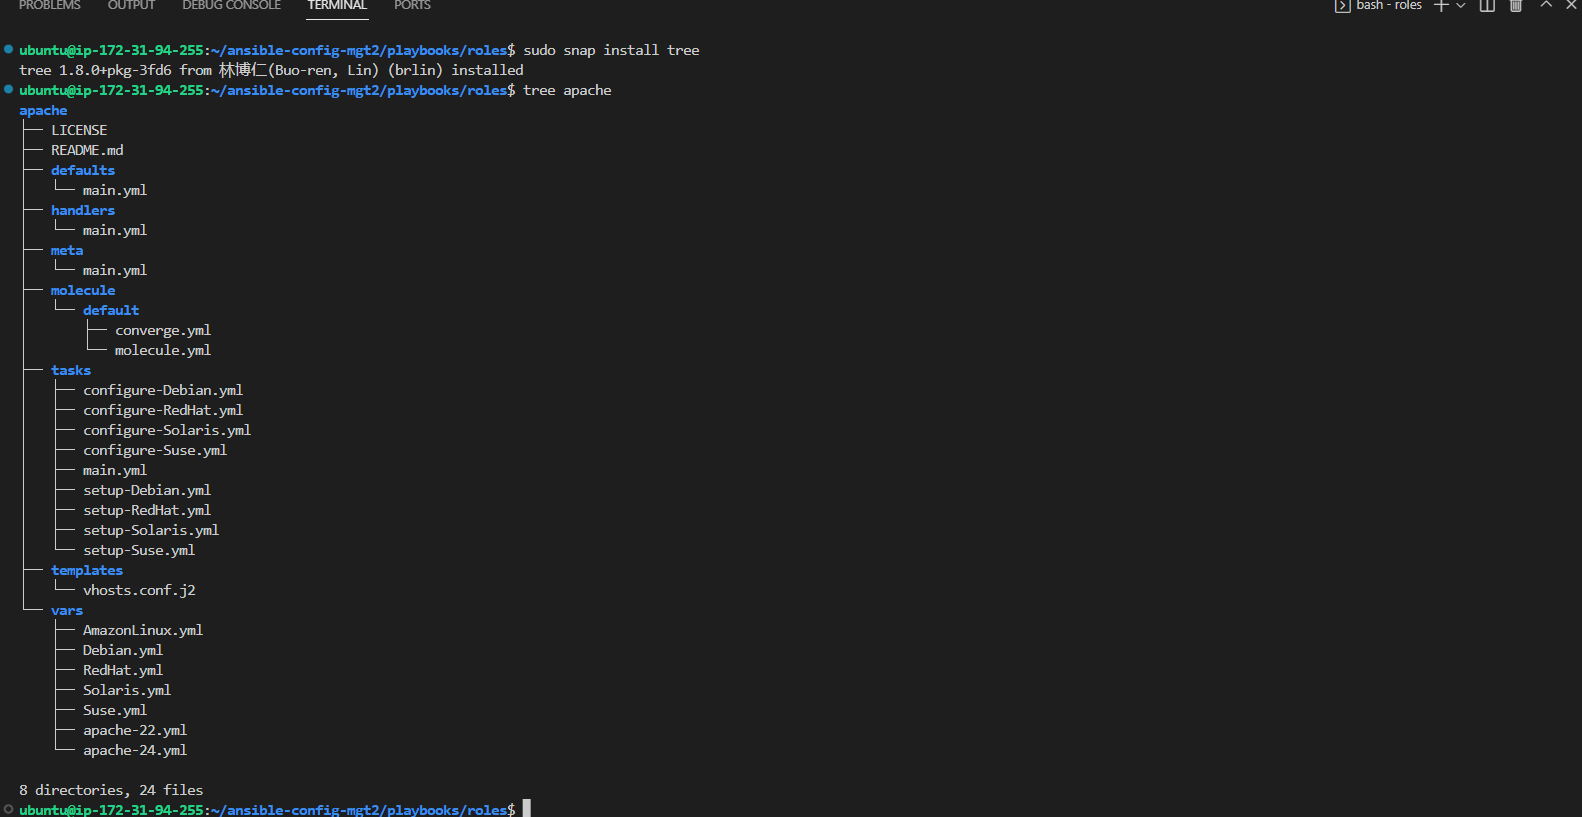 PROBLEMS OUTPUT DEBUG CONSOLE TERMINAL PORTS bash - roles
ubuntu@ip-172-31-94-255:~/ansible-config-mgt2/playbooks/roles$ sudo snap install tree
tree 1.8.0+pkg-3fd6 from 林博仁(Buo-ren, Lin) (brlin) installed
ubuntu@ip-172-31-94-255:~/ansible-config-mgt2/playbooks/roles$ tree apache
apache
├── LICENSE
├── README.md
├── defaults
│   └── main.yml
├── handlers
│   └── main.yml
├── meta
│   └── main.yml
├── molecule
│   └── default
│       ├── converge.yml
│       └── molecule.yml
├── tasks
│   ├── configure-Debian.yml
│   ├── configure-RedHat.yml
│   ├── configure-Solaris.yml
│   ├── configure-Suse.yml
│   ├── main.yml
│   ├── setup-Debian.yml
│   ├── setup-RedHat.yml
│   ├── setup-Solaris.yml
│   └── setup-Suse.yml
├── templates
│   └── vhosts.conf.j2
└── vars
    ├── AmazonLinux.yml
    ├── Debian.yml
    ├── RedHat.yml
    ├── Solaris.yml
    ├── Suse.yml
    ├── apache-22.yml
    └── apache-24.yml
8 directories, 24 files
ubuntu@ip-172-31-94-255:~/ansible-config-mgt2/playbooks/roles$